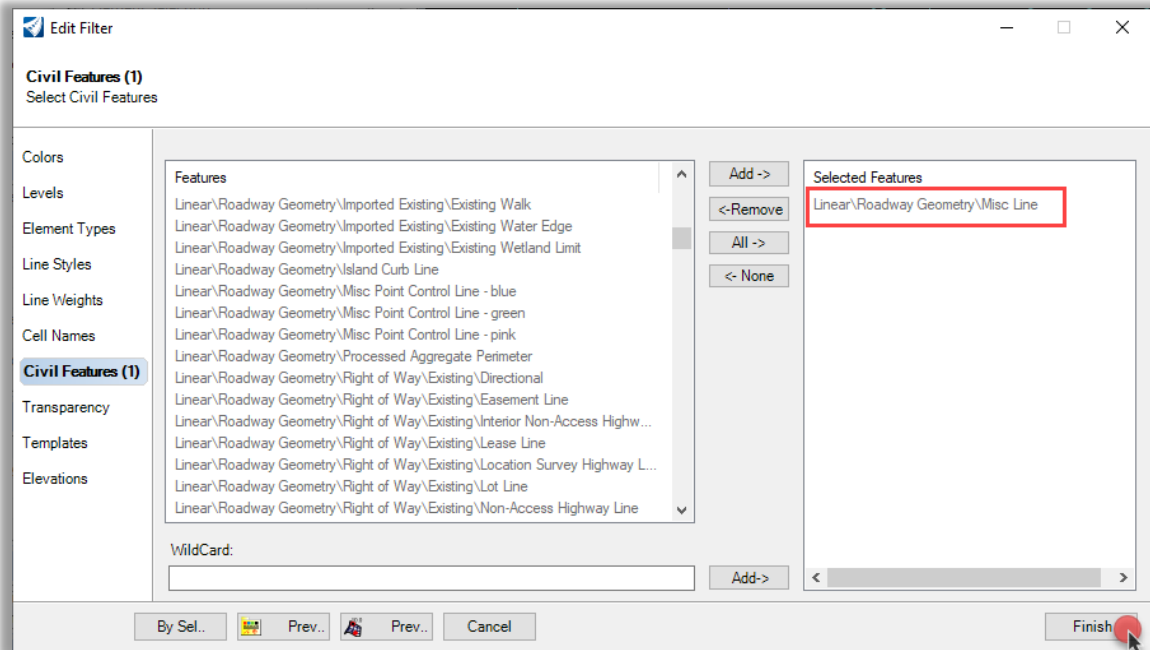 Edit Filter
Civil Features (1)
Select Civil Features
Colors
Levels
Element Types
Line Styles
Line Weights
Cell Names
Civil Features (1)
Transparency
Templates
Elevations
Features
Linear\Roadway Geometry\Imported Existing\Existing Walk
Linear\Roadway Geometry\Imported Existing\Existing Water Edge
Linear\Roadway Geometry\Imported Existing\Existing Wetland Limit
Linear\Roadway Geometry\Island Curb Line
Linear\Roadway Geometry\Misc Point Control Line - blue
Linear\Roadway Geometry\Misc Point Control Line - green
Linear\Roadway Geometry\Misc Point Control Line - pink
Linear\Roadway Geometry\Processed Aggregate Perimeter
Linear\Roadway Geometry\Right of Way\Existing\Directional
Linear\Roadway Geometry\Right of Way\Existing\Easement Line
Linear\Roadway Geometry\Right of Way\Existing\Interior Non-Access Highw...
Linear\Roadway Geometry\Right of Way\Existing\Lease Line
Linear\Roadway Geometry\Right of Way\Existing\Location Survey Highway L...
Linear\Roadway Geometry\Right of Way\Existing\Lot Line
Linear\Roadway Geometry\Right of Way\Existing\Non-Access Highway Line
WildCard:
Add ->
<-Remove
All ->
<- None
Add->
Selected Features
Linear\Roadway Geometry\Misc Line
By Sel..
Prev..
Prev..
Cancel
Finish